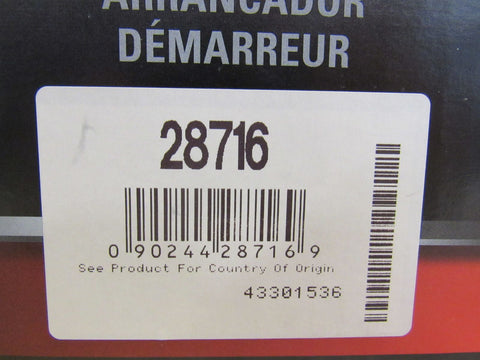 ARRANCADOR
DÉMARREUR
28716
0 90244 28716 9
See Product For Country Of Origin
43301536